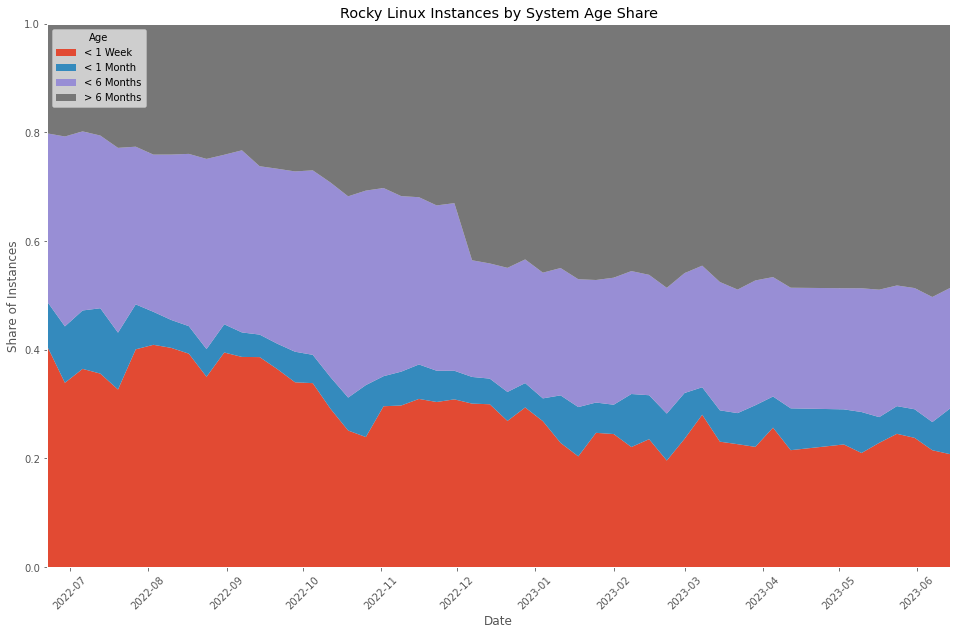 Rocky Linux Instances by System Age Share
1.0
0.8
0.6
0.4
0.2
0.0
Share of Instances
Age
< 1 Week
< 1 Month
< 6 Months
> 6 Months
2022-07
2022-08
2022-09
2022-10
2022-11
2022-12
2023-01
2023-02
2023-03
2023-04
2023-05
2023-06
Date